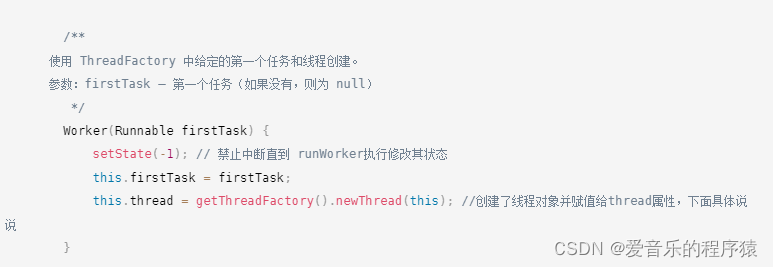 /**
使用 ThreadFactory 中给定的第一个任务和线程创建。
参数：firstTask – 第一个任务（如果没有，则为 null）
*/
Worker(Runnable firstTask) {
setState(-1); // 禁止中断直到 runWorker执行修改其状态
this.firstTask = firstTask;
this.thread = getThreadFactory().newThread(this); //创建了线程对象并赋值给thread属性，下面具体说
说
}
CSDN @爱音乐的程序猿